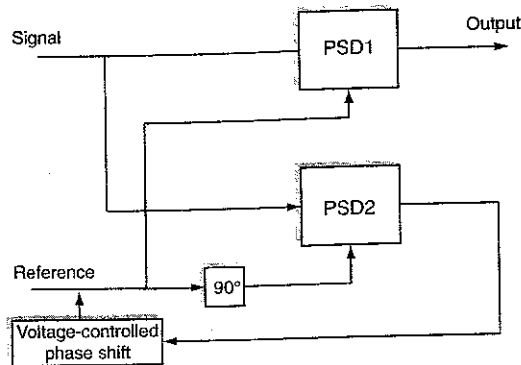 Signal
PSD1
Output
PSD2
Reference
90°
Voltage-controlled
phase shift